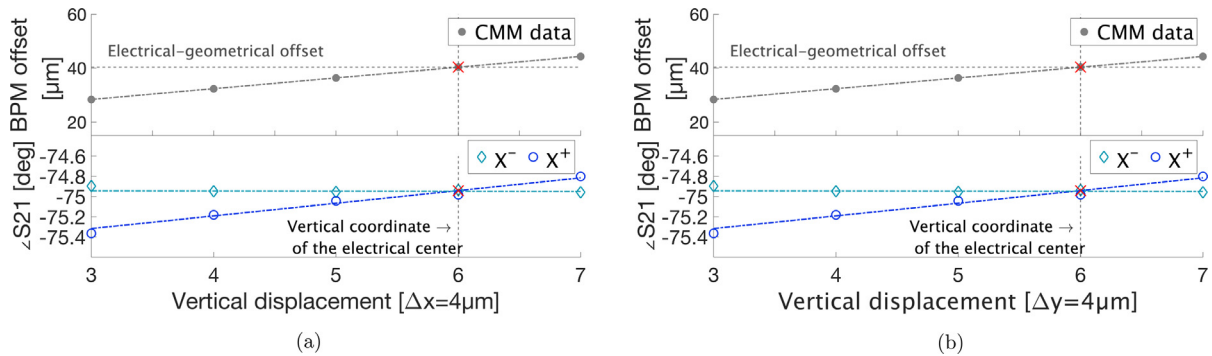 60
40
20
BPM offset
[µm]
Electrical-geometrical offset
CMM data
-74.6
-74.8
-75
-75.2
-75.4
∠S21 [deg]
X⁻ X⁺
Vertical coordinate →
of the electrical center
3 4 5 6 7
Vertical displacement [Δx=4µm]
(a)
60
40
20
BPM offset
[µm]
Electrical-geometrical offset
CMM data
-74.6
-74.8
-75
-75.2
-75.4
∠S21 [deg]
X⁻ X⁺
Vertical coordinate →
of the electrical center
3 4 5 6 7
Vertical displacement [Δy=4µm]
(b)